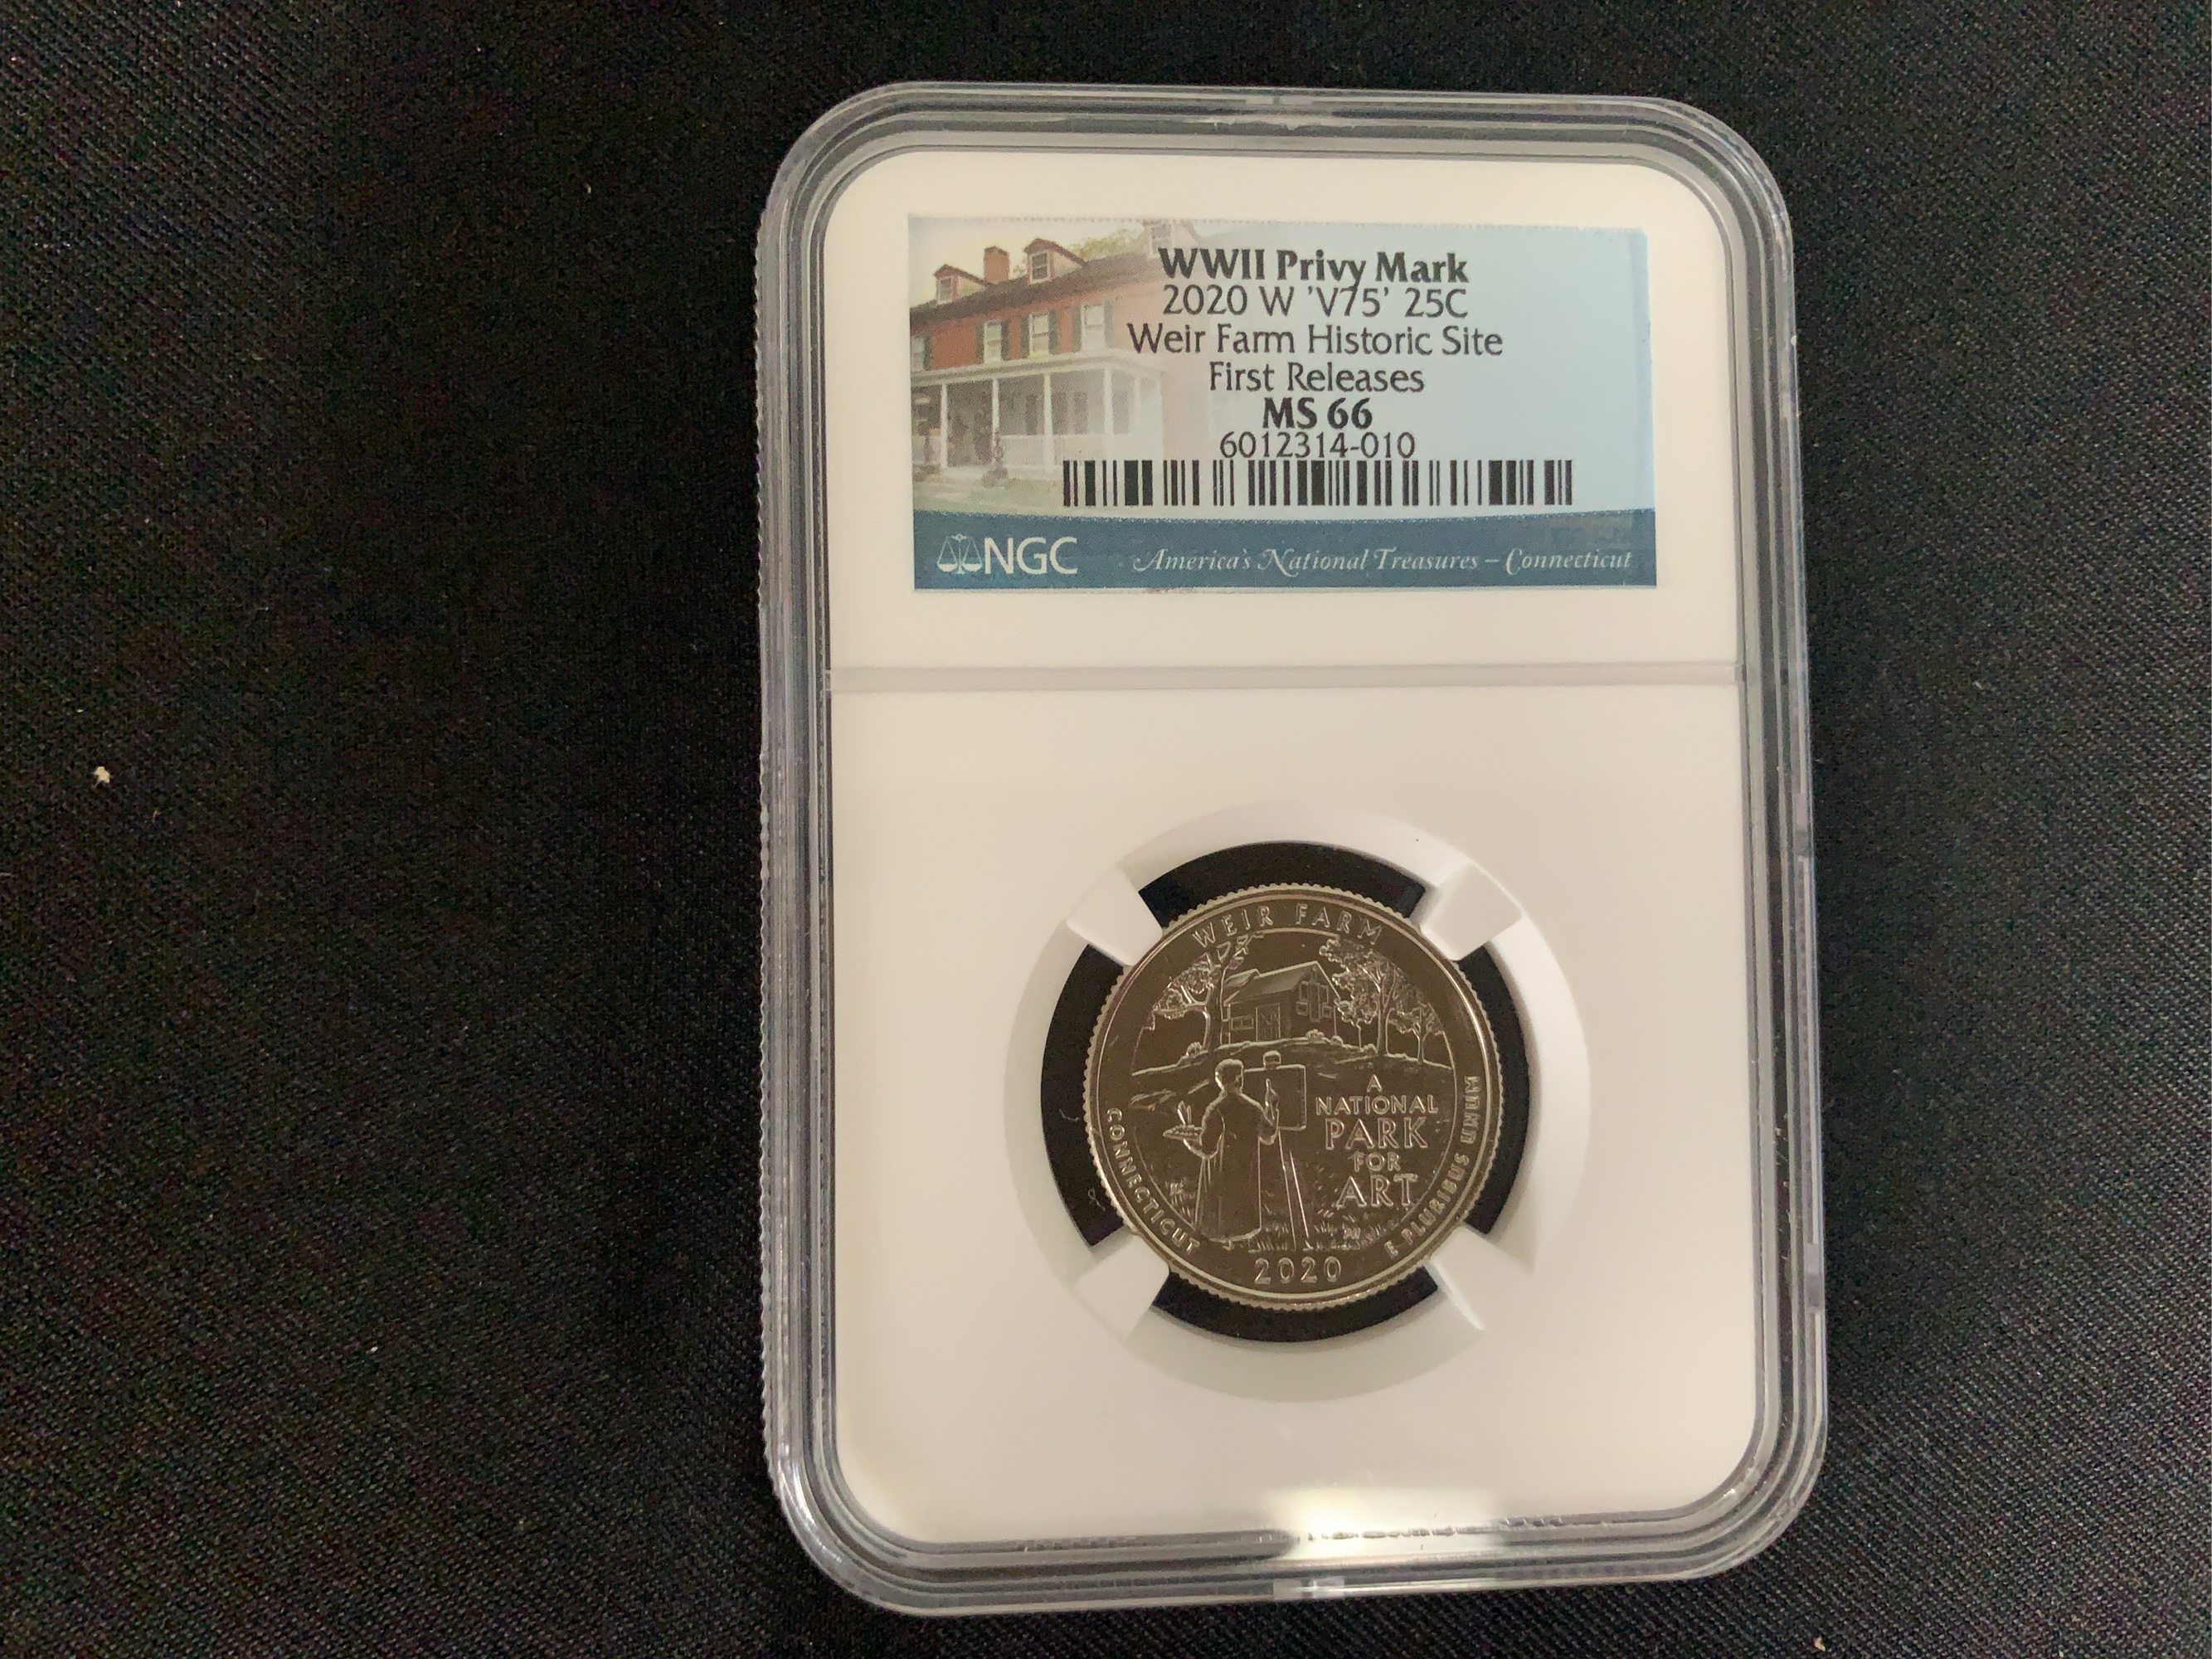 WWII Privy Mark
2020 W 'V75' 25C
Weir Farm Historic Site
First Releases
MS 66
6012314-010
NGC
America's National Treasures – Connecticut
WEIR FARM
A
NATIONAL
PARK
FOR
ART
CONNECTICUT
E PLURIBUS UNUM
2020